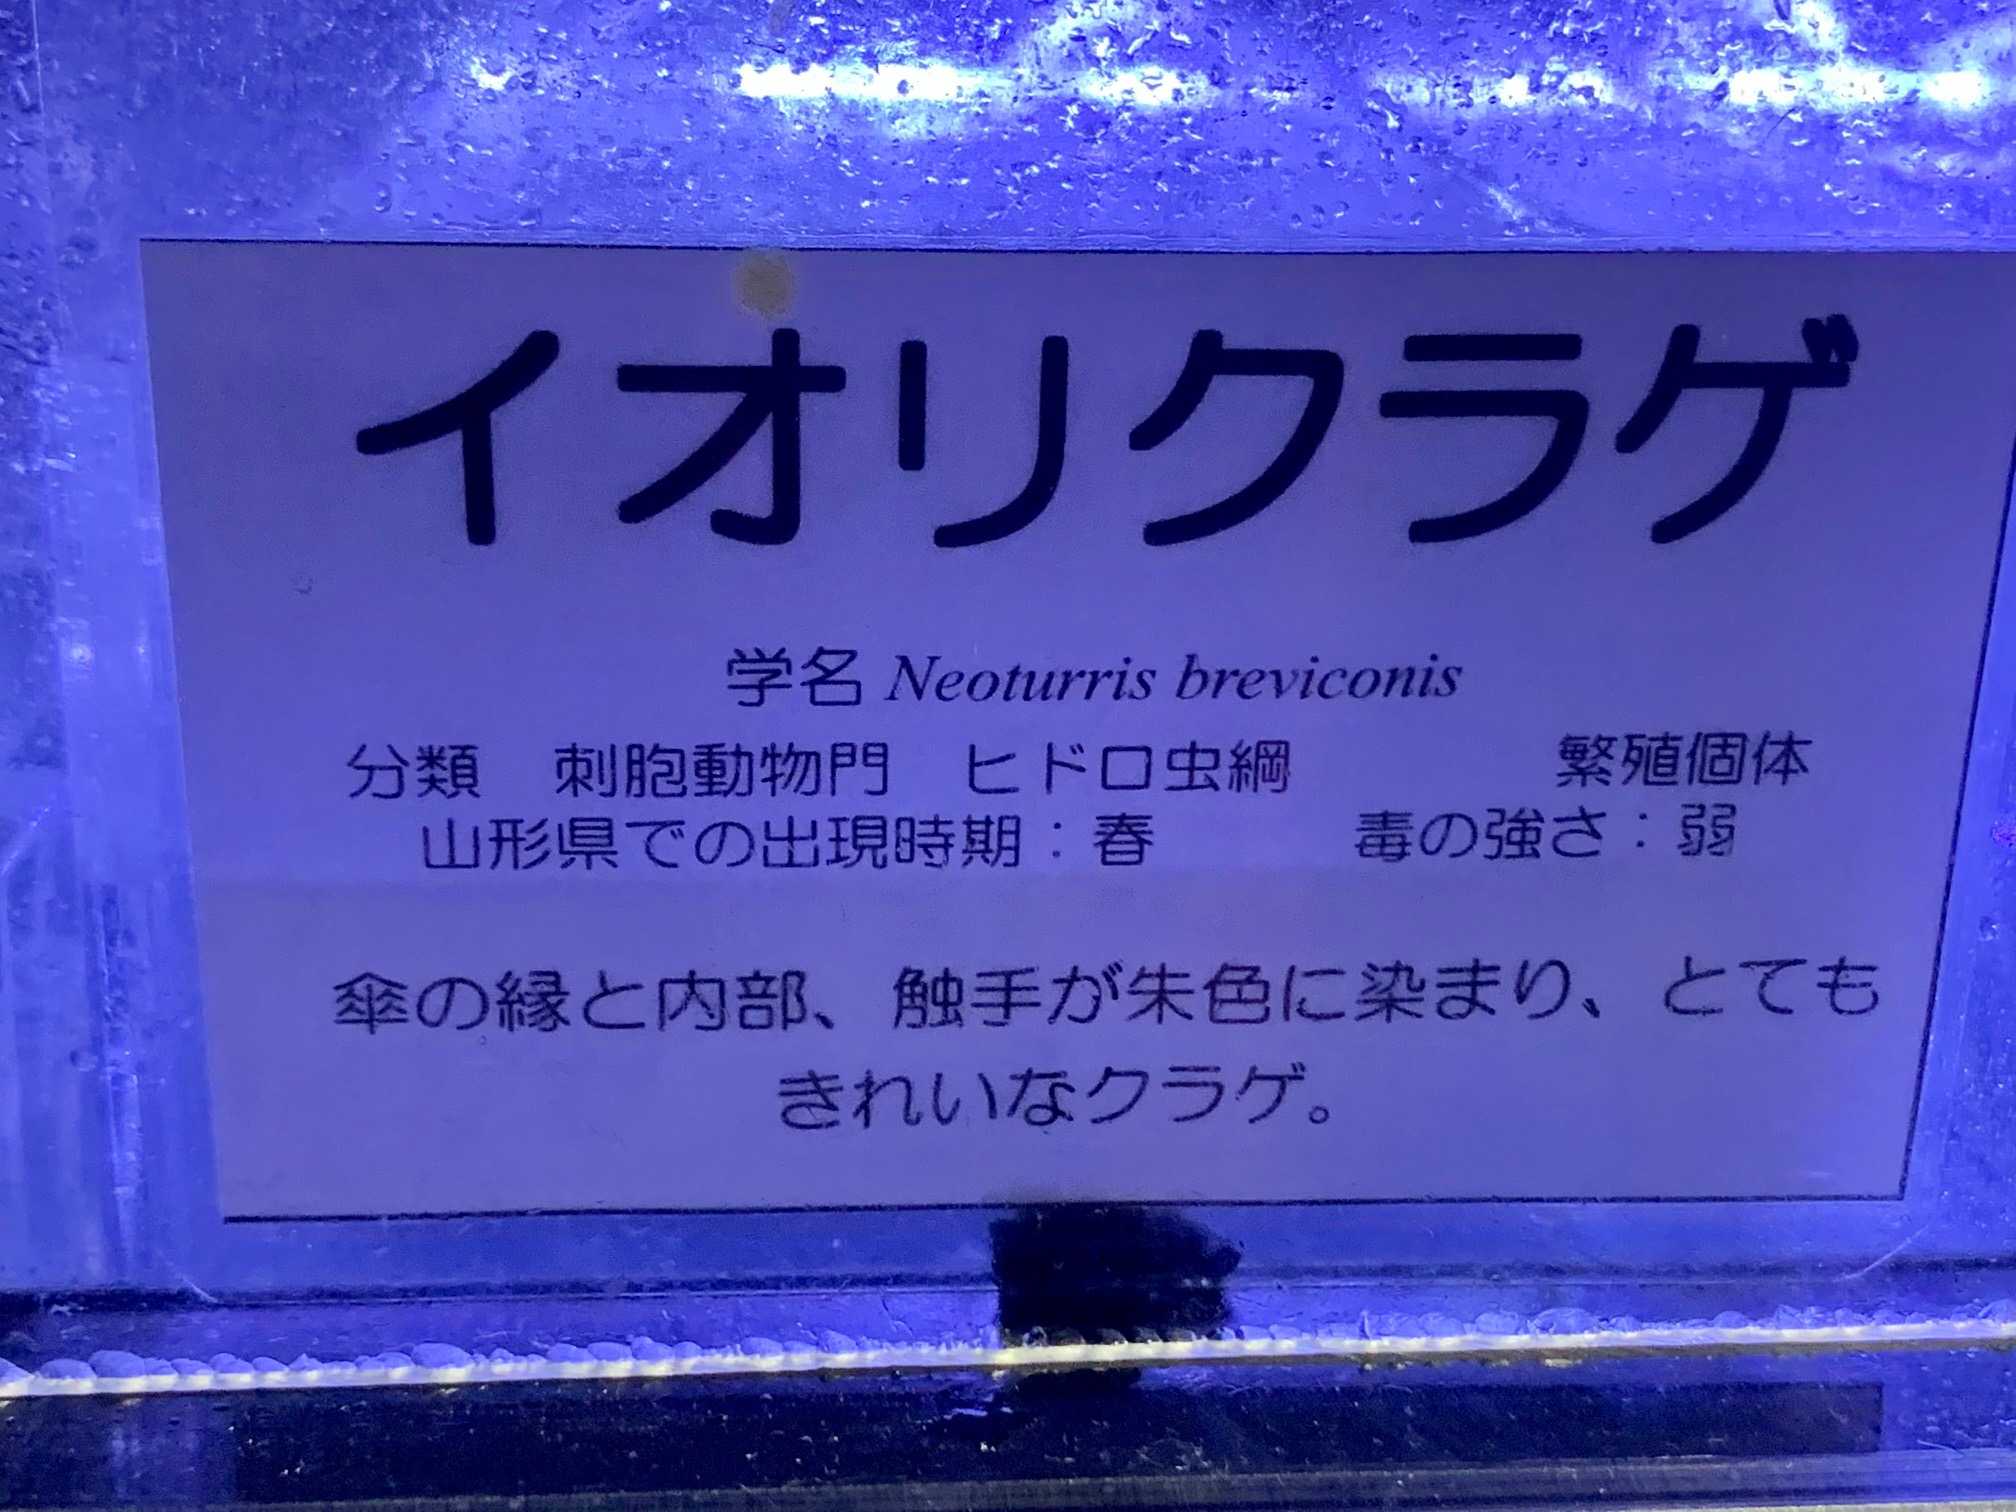 イオリクラゲ
学名 Neoturris breviconis
分類　刺胞動物門　ヒドロ虫綱　繁殖個体
山形県での出現時期：春　毒の強さ：弱
傘の縁と内部、触手が朱色に染まり、とても
きれいなクラゲ。